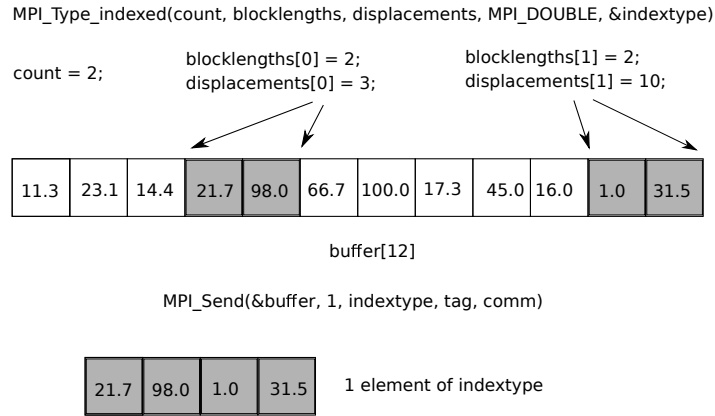 MPI_Type_indexed(count, blocklengths, displacements, MPI_DOUBLE, &indextype)
count = 2;
blocklengths[0] = 2;
displacements[0] = 3;
blocklengths[1] = 2;
displacements[1] = 10;
11.3 23.1 14.4 21.7 98.0 66.7 100.0 17.3 45.0 16.0 1.0 31.5
buffer[12]
MPI_Send(&buffer, 1, indextype, tag, comm)
21.7 98.0 1.0 31.5 1 element of indextype